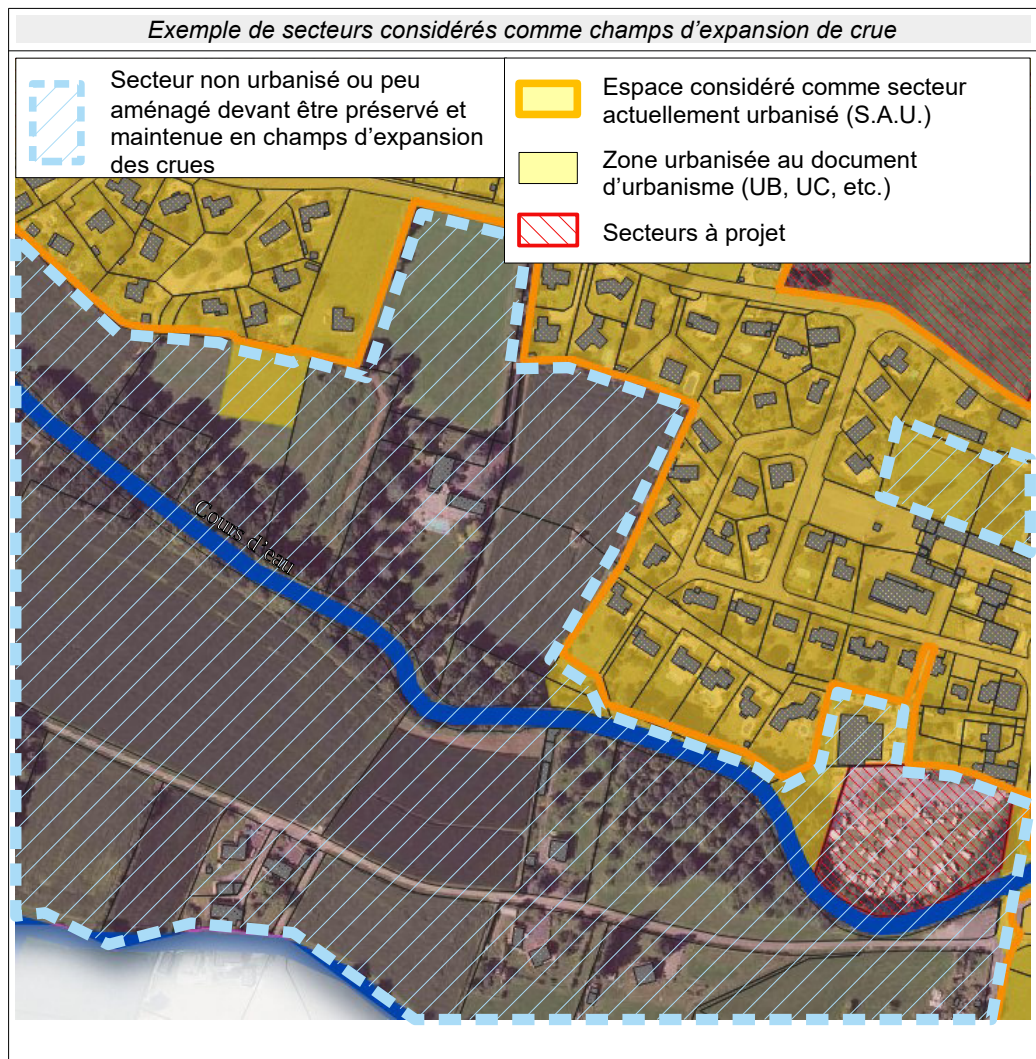 Exemple de secteurs considérés comme champs d'expansion de crue
Secteur non urbanisé ou peu
aménagé devant être préservé et
maintenue en champs d'expansion
des crues
Espace considéré comme secteur
actuellement urbanisé (S.A.U.)
Zone urbanisée au document
d'urbanisme (UB, UC, etc.)
Secteurs à projet
Cours d'eau